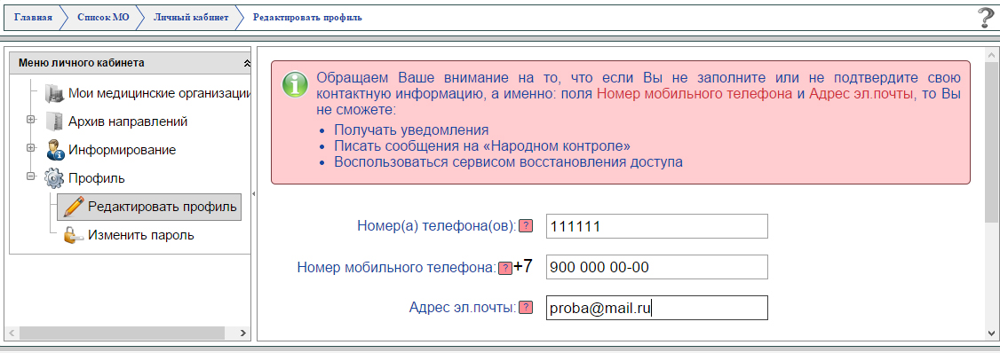 Главная Список МО Личный кабинет Редактировать профиль ?
Меню личного кабинета
Мои медицинские организации
Архив направлений
Информирование
Профиль
Редактировать профиль
Изменить пароль
Обращаем Ваше внимание на то, что если Вы не заполните или не подтвердите свою
контактную информацию, а именно: поля Номер мобильного телефона и Адрес эл.почты, то Вы
не сможете:
• Получать уведомления
• Писать сообщения на «Народном контроле»
• Воспользоваться сервисом восстановления доступа
Номер(а) телефона(ов): ? 111111
Номер мобильного телефона: ? +7 900 000 00-00
Адрес эл.почты: ? proba@mail.ru